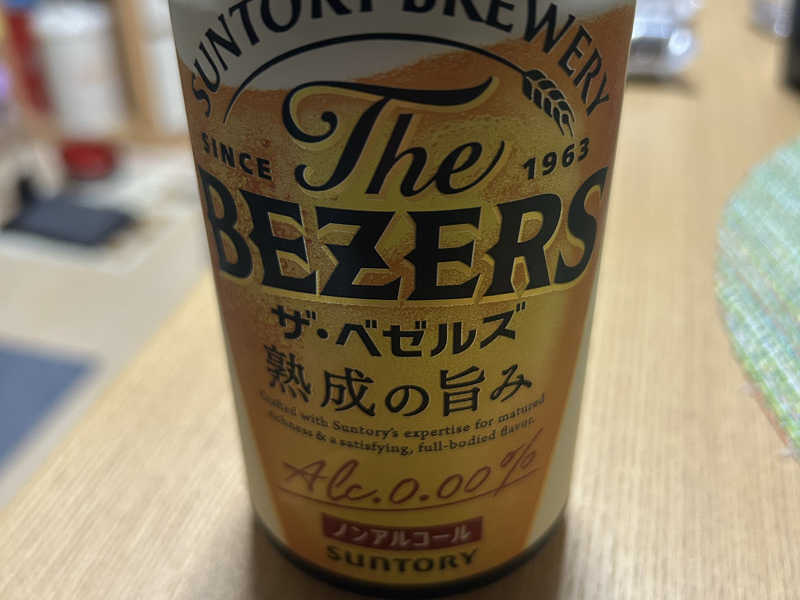 SUNTORY BREWERY
The
SINCE 1963
BEZERS
ザ・ベゼルズ
熟成の旨み
Crafted with Suntory's expertise for matured
richness & a satisfying, full-bodied flavor.
Alc.0.00%
ノンアルコール
SUNTORY